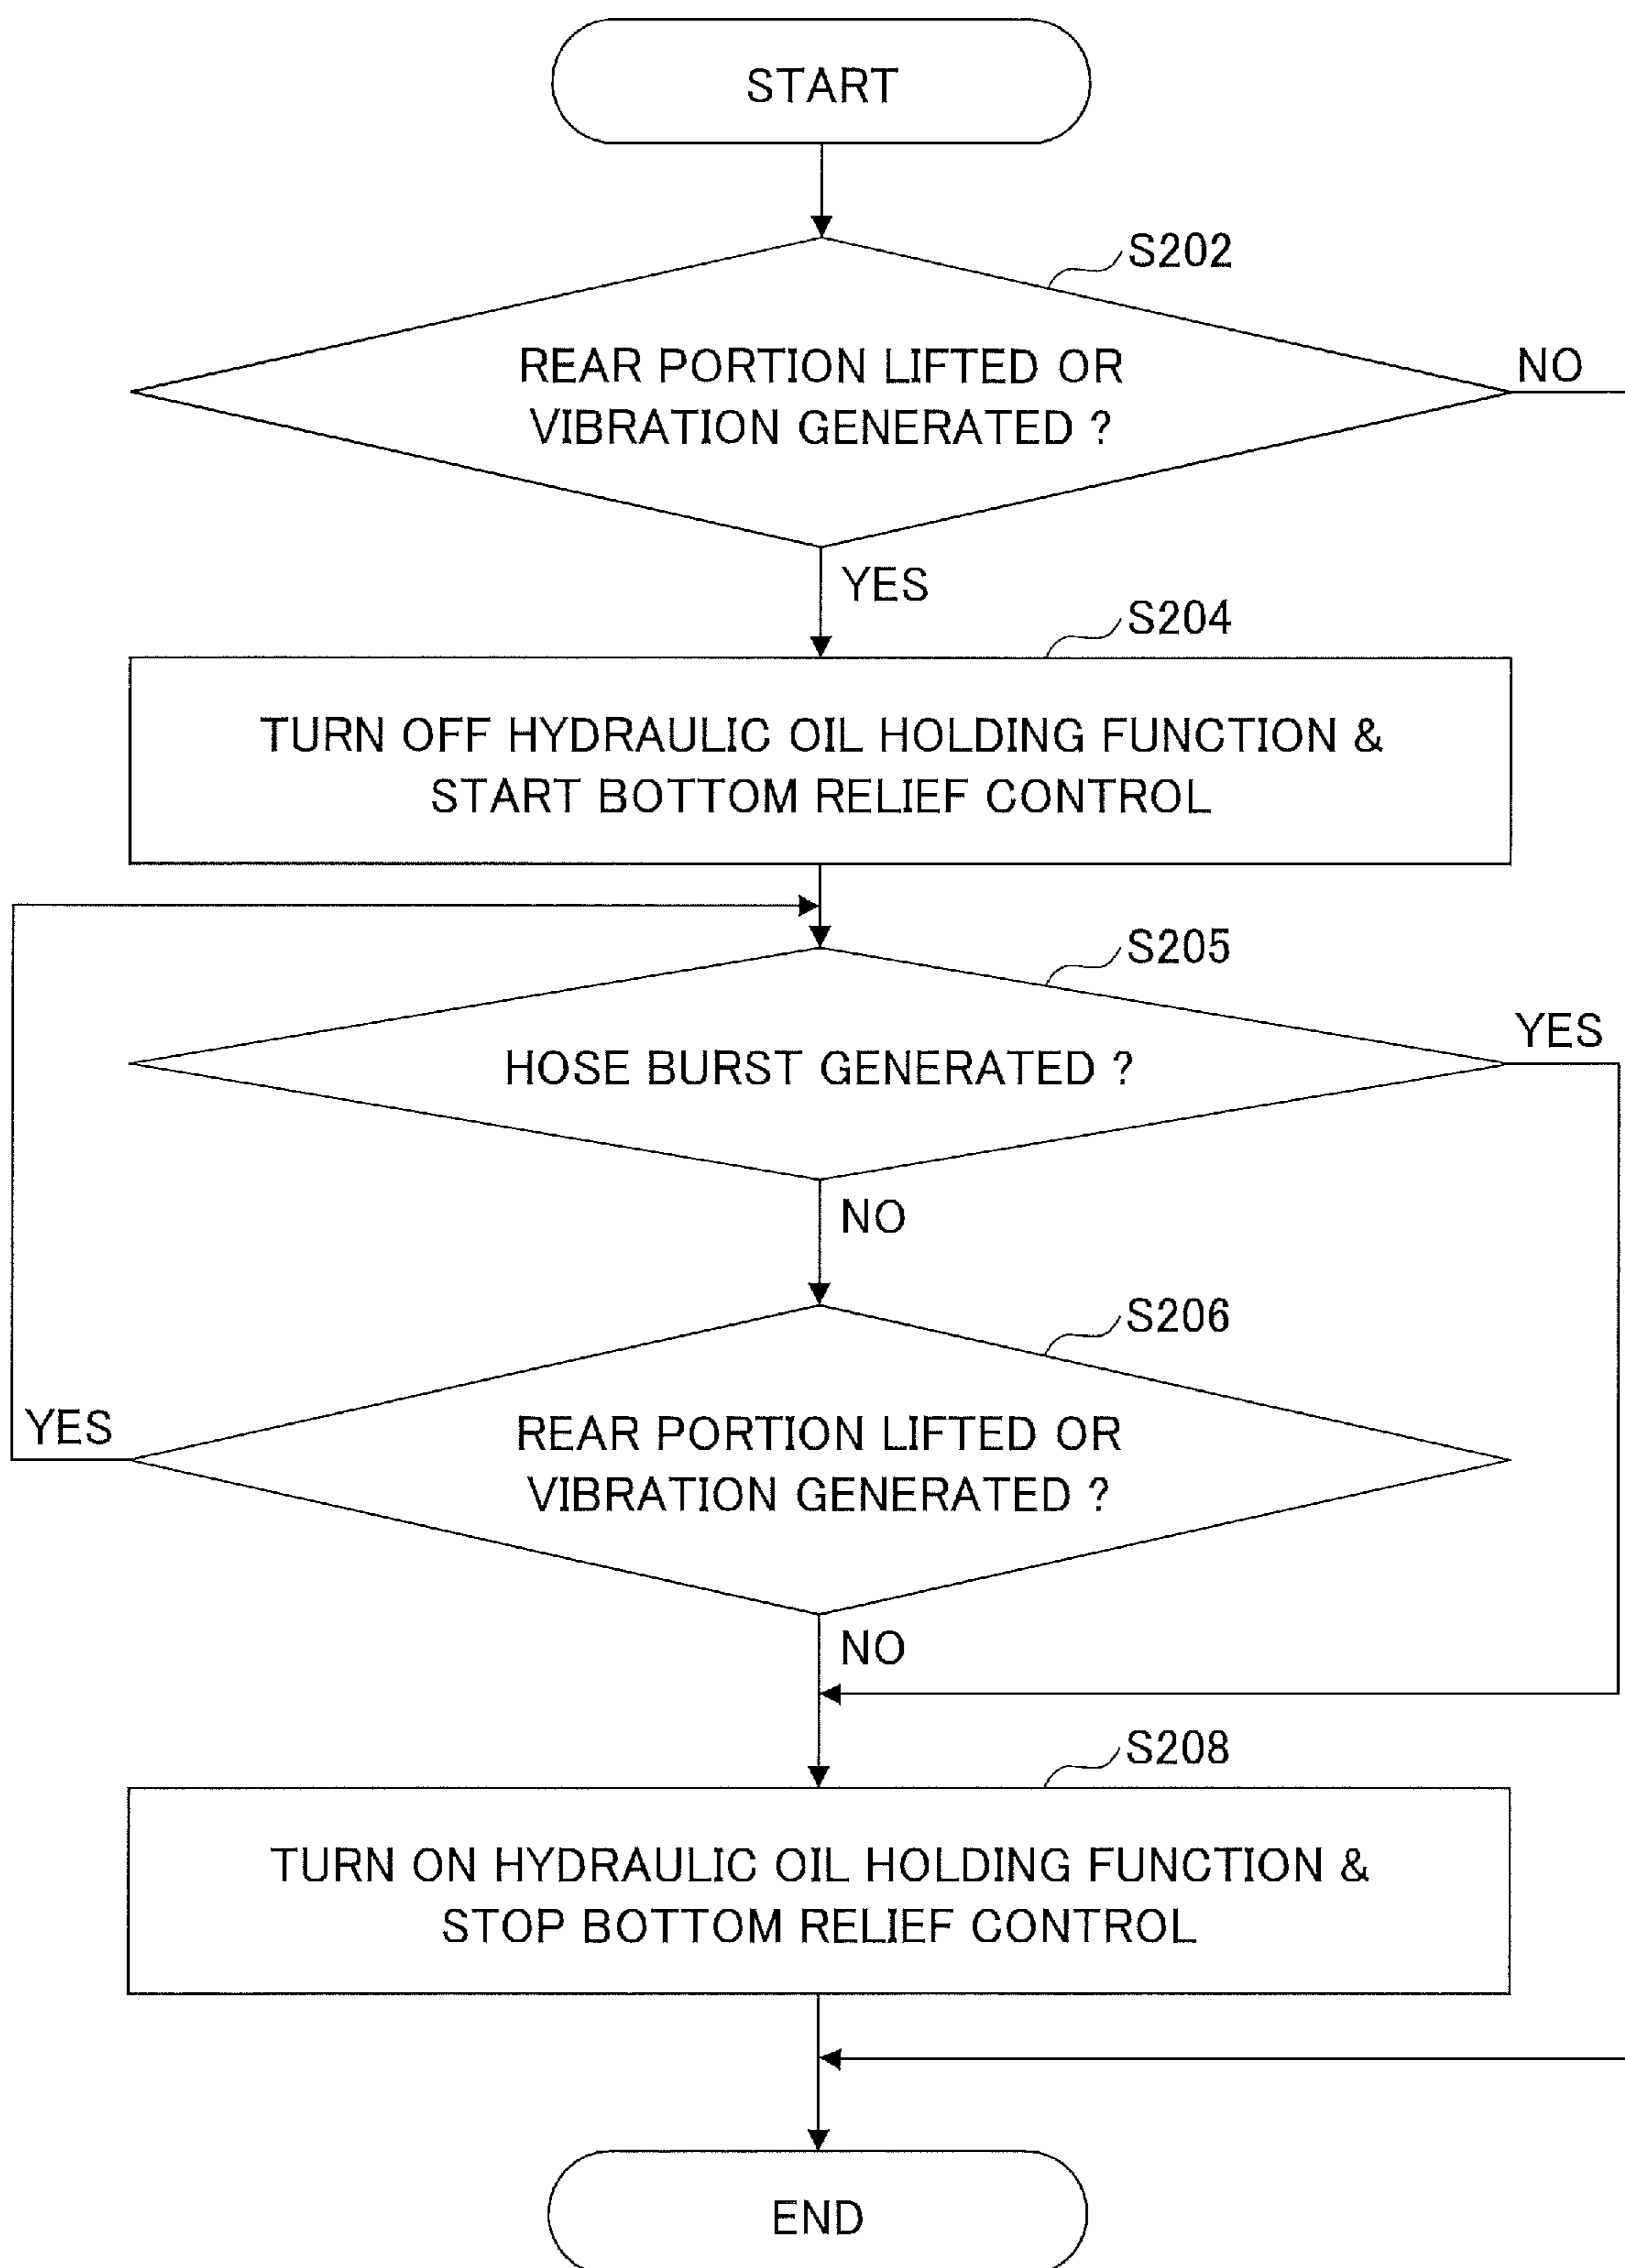 START
S202
REAR PORTION LIFTED OR
VIBRATION GENERATED ?
NO
YES
S204
TURN OFF HYDRAULIC OIL HOLDING FUNCTION &
START BOTTOM RELIEF CONTROL
S205
HOSE BURST GENERATED ?
YES
NO
S206
REAR PORTION LIFTED OR
VIBRATION GENERATED ?
YES
NO
S208
TURN ON HYDRAULIC OIL HOLDING FUNCTION &
STOP BOTTOM RELIEF CONTROL
END